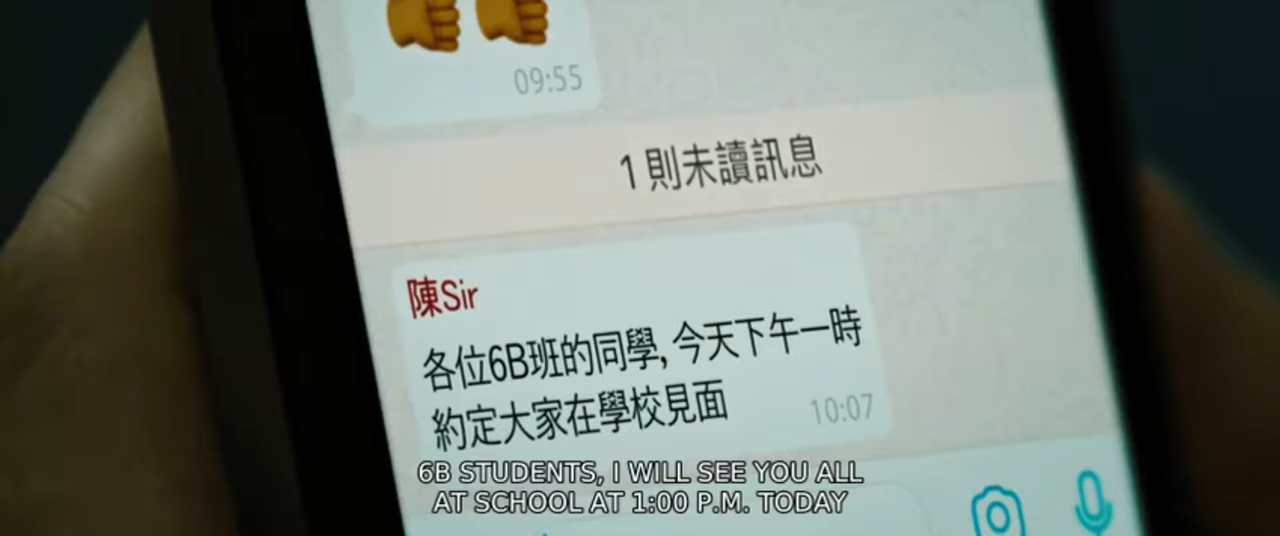 09:55
1 則未讀訊息
陳Sir
各位6B班的同學, 今天下午一時
約定大家在學校見面
10:07
6B STUDENTS, I WILL SEE YOU ALL
AT SCHOOL AT 1:00 P.M. TODAY